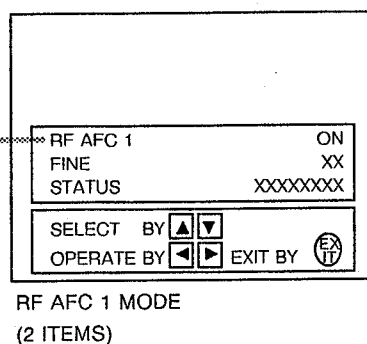 RF AFC 1 ON
FINE XX
STATUS XXXXXXXX
SELECT BY ▲ ▼
OPERATE BY ◀ ▶ EXIT BY EXIT
RF AFC 1 MODE
(2 ITEMS)